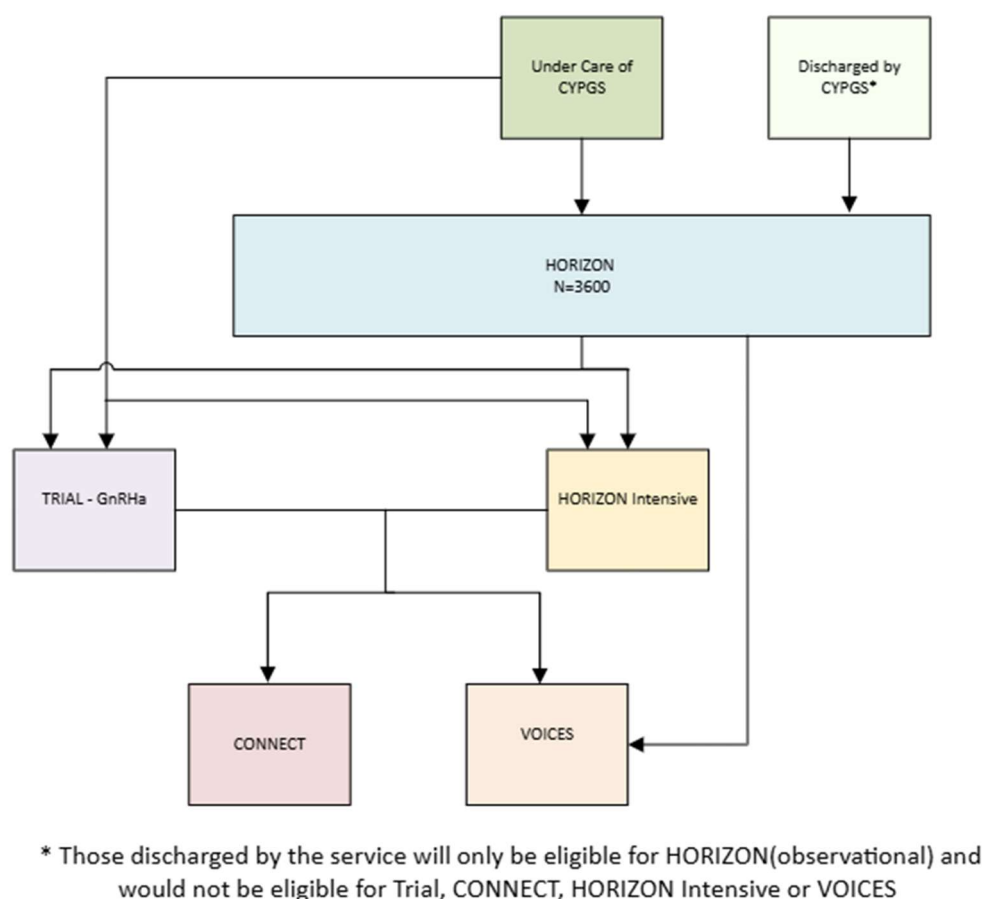 Under Care of
CYPGS
Discharged by
CYPGS*
HORIZON
N=3600
TRIAL - GnRHa
HORIZON Intensive
CONNECT
VOICES
* Those discharged by the service will only be eligible for HORIZON(observational) and
would not be eligible for Trial, CONNECT, HORIZON Intensive or VOICES